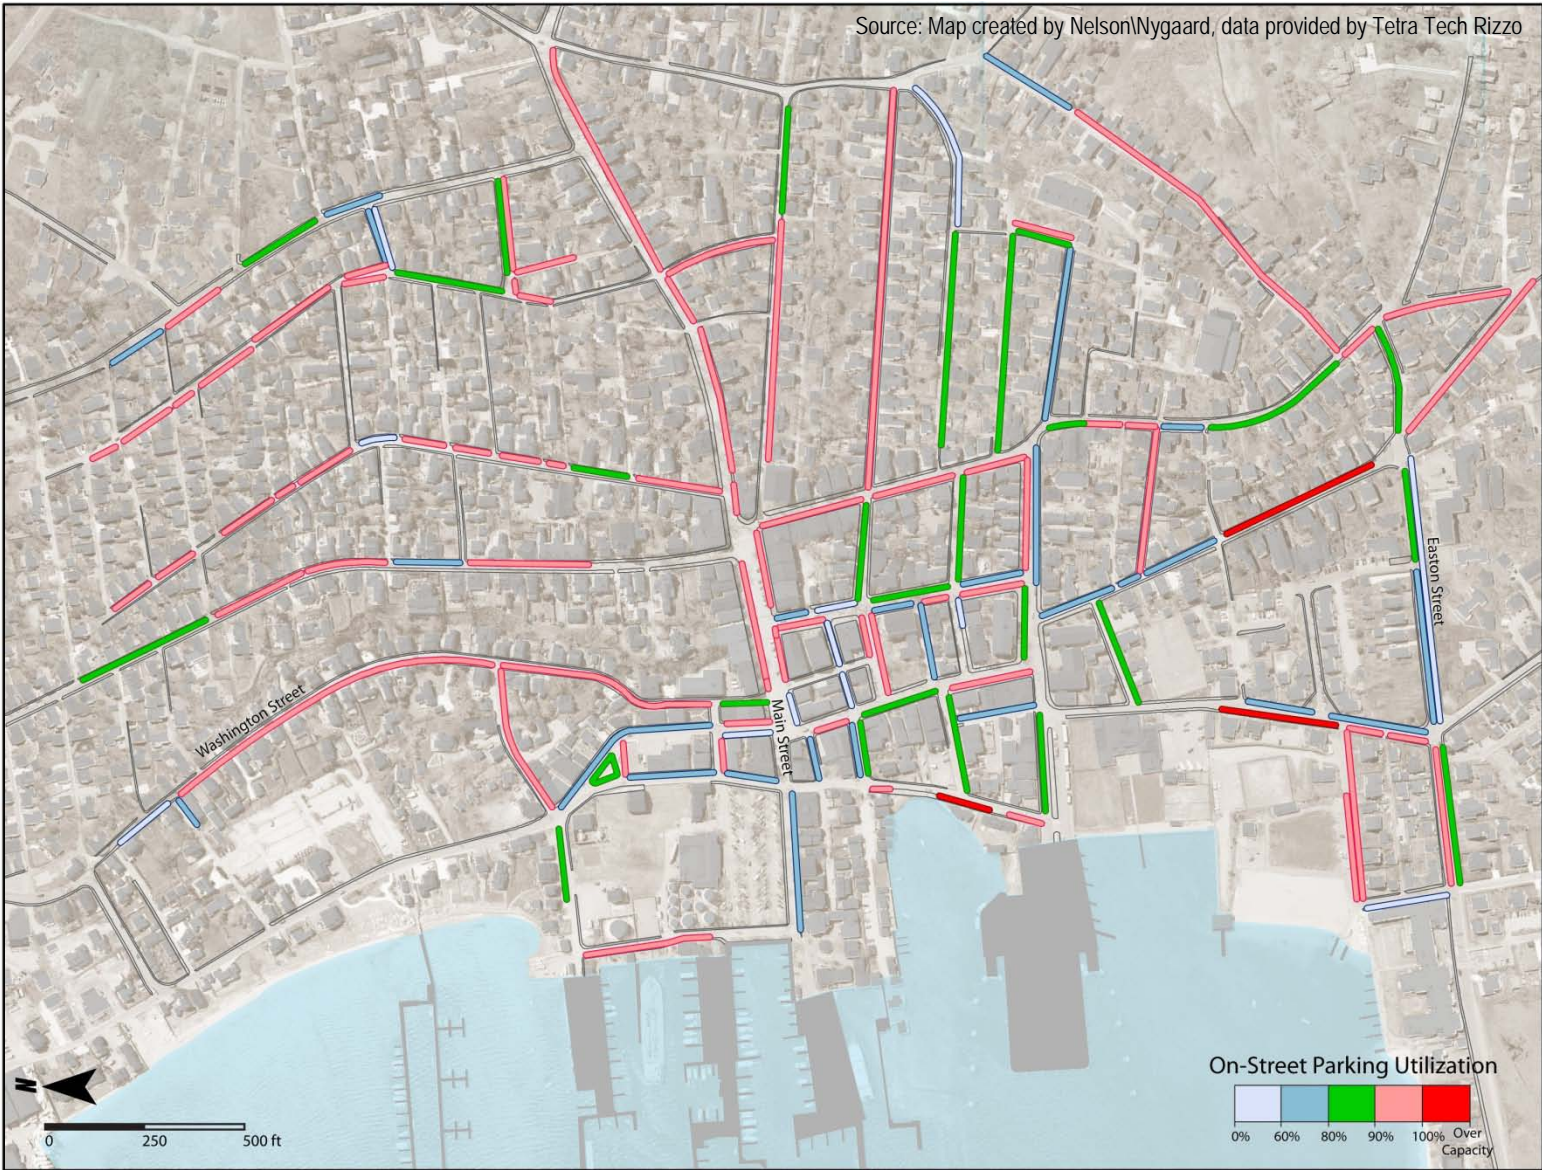 Source: Map created by Nelson\Nygaard, data provided by Tetra Tech Rizzo
Easton Street
Washington Street
Main Street
N
0 250 500 ft
On-Street Parking Utilization
0% 60% 80% 90% 100% Over
Capacity